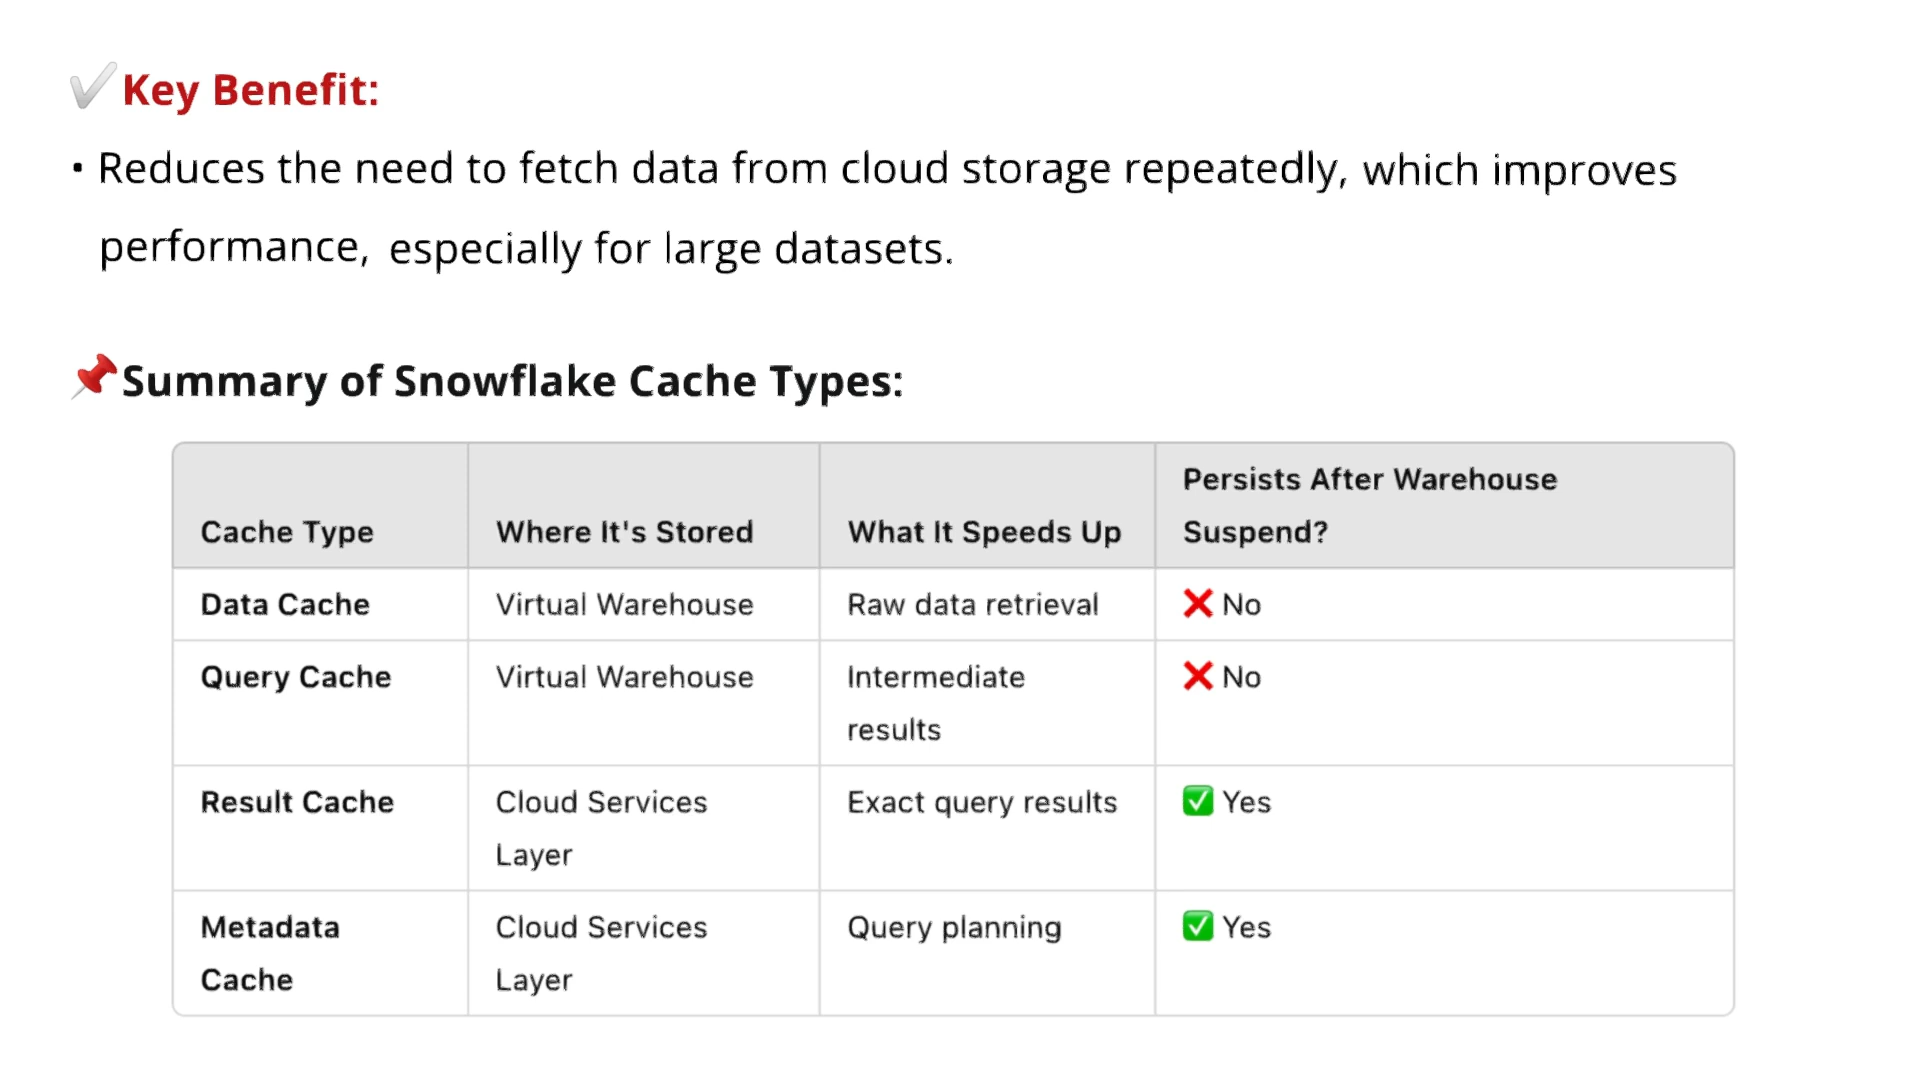 ✔Key Benefit:
• Reduces the need to fetch data from cloud storage repeatedly, which improves
performance, especially for large datasets.
📌Summary of Snowflake Cache Types:
Cache Type | Where It's Stored | What It Speeds Up | Persists After Warehouse Suspend?
Data Cache | Virtual Warehouse | Raw data retrieval | ❌ No
Query Cache | Virtual Warehouse | Intermediate results | ❌ No
Result Cache | Cloud Services Layer | Exact query results | ✅ Yes
Metadata Cache | Cloud Services Layer | Query planning | ✅ Yes